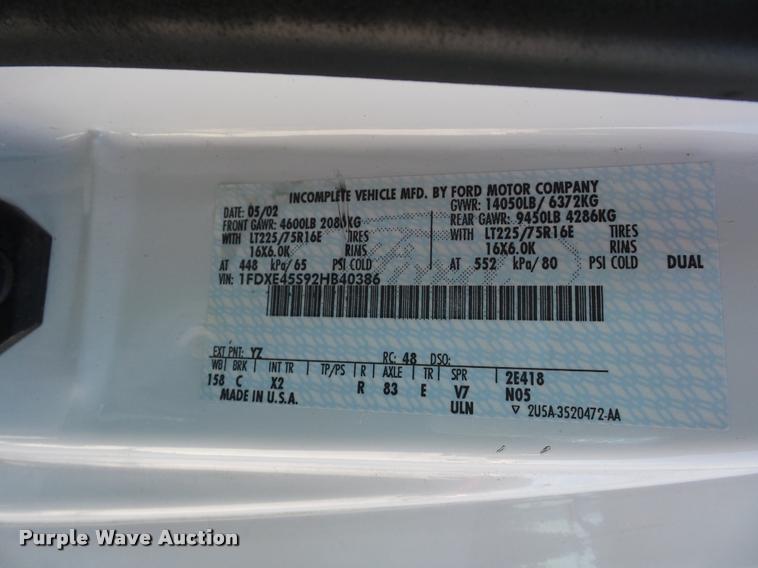 INCOMPLETE VEHICLE MFD. BY FORD MOTOR COMPANY
DATE: 05/02 GVWR: 14050LB/ 6372KG
FRONT GAWR: 4600LB 2086KG REAR GAWR: 9450LB 4286KG
WITH LT225/75R16E TIRES WITH LT225/75R16E TIRES
16X6.0K RIMS 16X6.0K RIMS
AT 448 kPa/65 PSI COLD AT 552 kPa/80 PSI COLD DUAL
VIN: 1FDXE45S92HB40386
EXT PNT: YZ RC: 48 DSO:
WB BRK INT TR TP/PS R AXLE TR SPR 2E418
158 C X2 R 83 E V7 N05
MADE IN U.S.A. ULN ▽ 2U5A-3520472-AA
Purple Wave Auction